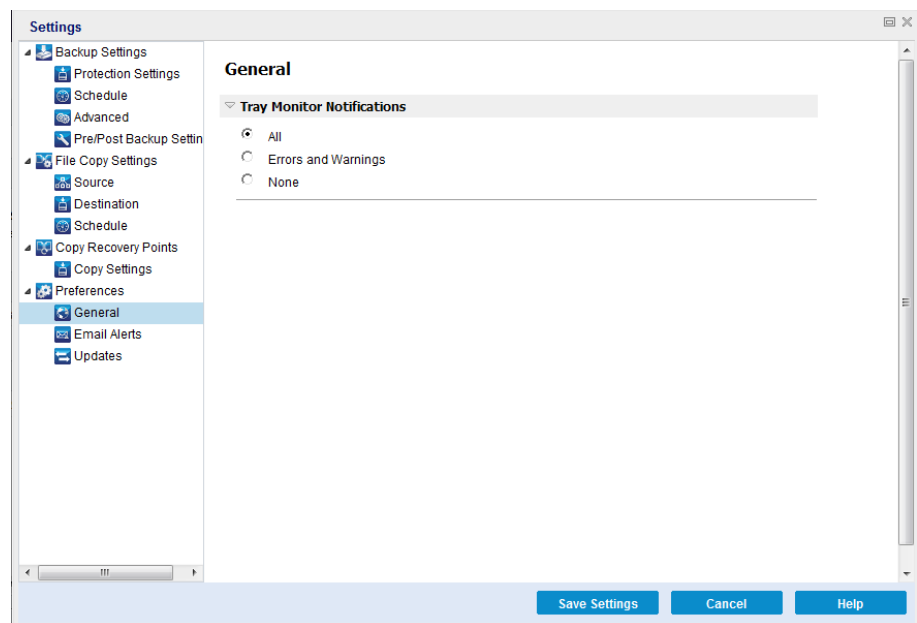 Settings
Backup Settings
Protection Settings
Schedule
Advanced
Pre/Post Backup Settin
File Copy Settings
Source
Destination
Schedule
Copy Recovery Points
Copy Settings
Preferences
General
Email Alerts
Updates
General
Tray Monitor Notifications
All
Errors and Warnings
None
Save Settings
Cancel
Help